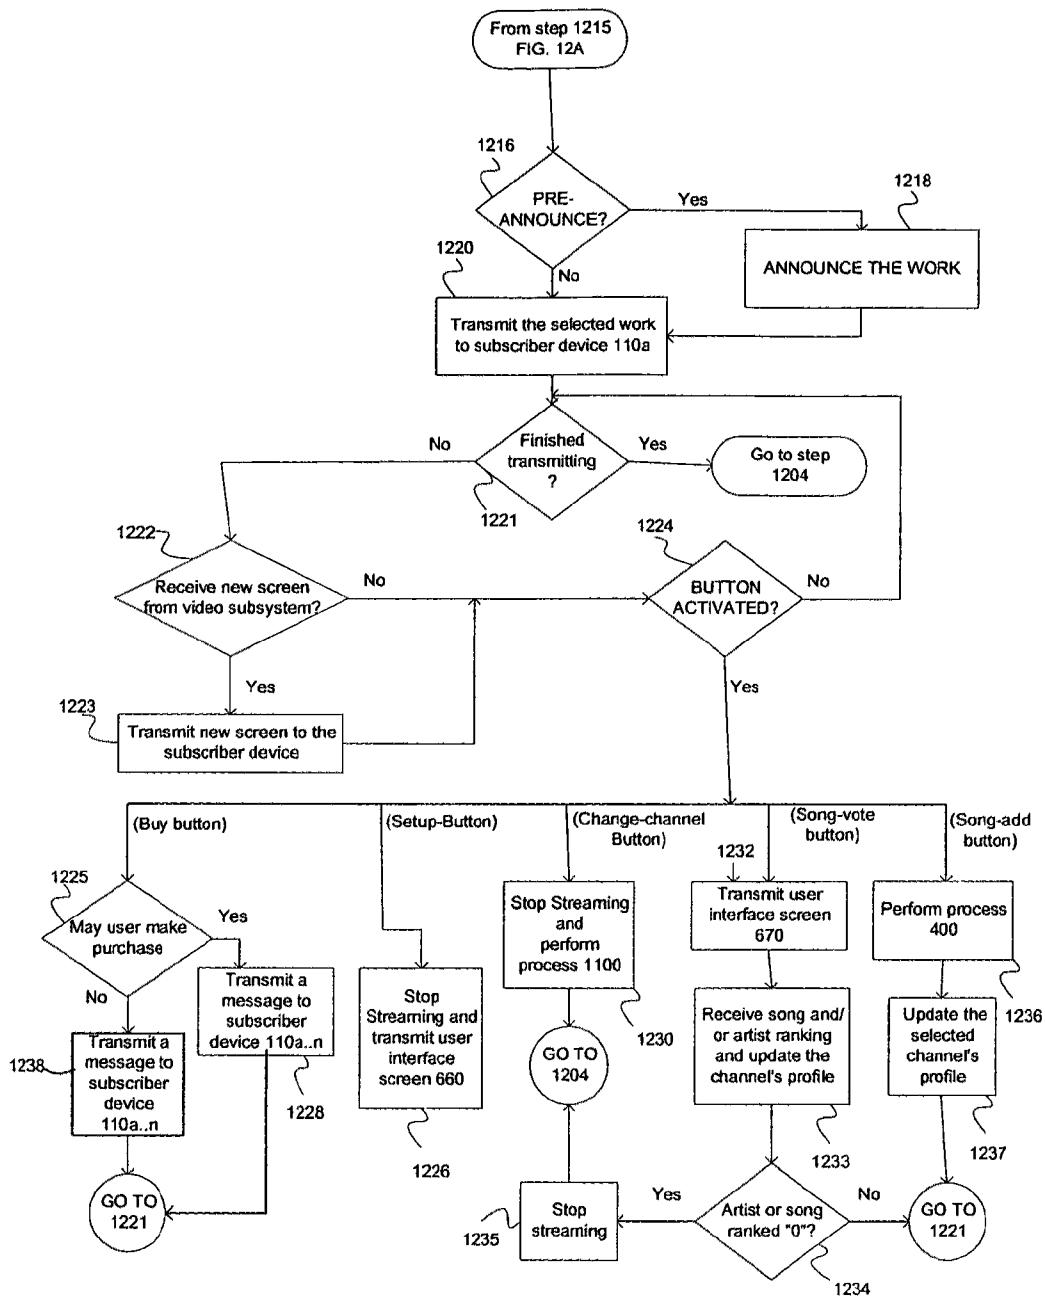 From step 1215
FIG. 12A
1216
PRE-
ANNOUNCE?
Yes
1218
ANNOUNCE THE WORK
1220
No
Transmit the selected work
to subscriber device 110a
No
Finished
transmitting
?
Yes
Go to step
1204
1221
1222
Receive new screen
from video subsystem?
No
1224
BUTTON
ACTIVATED?
No
Yes
Yes
1223
Transmit new screen to the
subscriber device
(Buy button)
(Setup-Button)
(Change-channel
Button)
(Song-vote
button)
(Song-add
button)
1225
May user make
purchase
Yes
No
Transmit a
message to
subscriber
device 110a..n
1228
1238
Transmit a
message to
subscriber
device
110a..n
GO TO
1221
Stop
Streaming and
transmit user
interface
screen 660
1226
Stop Streaming
and
perform
process 1100
1230
GO TO
1204
1232
Transmit user
interface screen
670
Receive song and/
or artist ranking
and update the
channel's profile
1233
Perform process
400
1236
Update the
selected
channel's
profile
1237
1235
Stop
streaming
Yes
Artist or song
ranked "0"?
No
1234
GO TO
1221